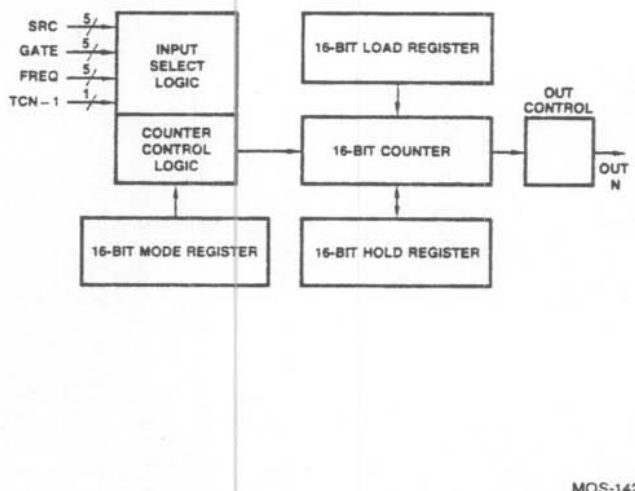 SRC 5
GATE 5
FREQ 5
TCN-1 1
INPUT
SELECT
LOGIC
COUNTER
CONTROL
LOGIC
16-BIT MODE REGISTER
16-BIT LOAD REGISTER
16-BIT COUNTER
16-BIT HOLD REGISTER
OUT
CONTROL
OUT
N